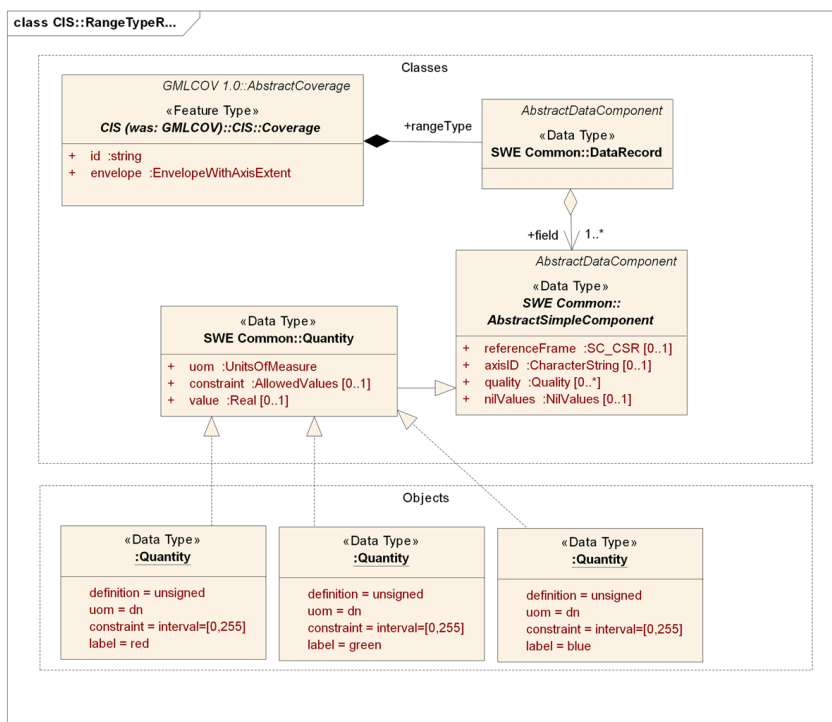 class CIS::RangeTypeR...
Classes
GMLCOV 1.0::AbstractCoverage
«Feature Type»
CIS (was: GMLCOV)::CIS::Coverage
+ id :string
+ envelope :EnvelopeWithAxisExtent
+rangeType
AbstractDataComponent
«Data Type»
SWE Common::DataRecord
+field 1..*
AbstractDataComponent
«Data Type»
SWE Common::
AbstractSimpleComponent
+ referenceFrame :SC_CSR [0..1]
+ axisID :CharacterString [0..1]
+ quality :Quality [0..*]
+ nilValues :NilValues [0..1]
«Data Type»
SWE Common::Quantity
+ uom :UnitsOfMeasure
+ constraint :AllowedValues [0..1]
+ value :Real [0..1]
Objects
«Data Type»
:Quantity
definition = unsigned
uom = dn
constraint = interval=[0,255]
label = red
«Data Type»
:Quantity
definition = unsigned
uom = dn
constraint = interval=[0,255]
label = green
«Data Type»
:Quantity
definition = unsigned
uom = dn
constraint = interval=[0,255]
label = blue